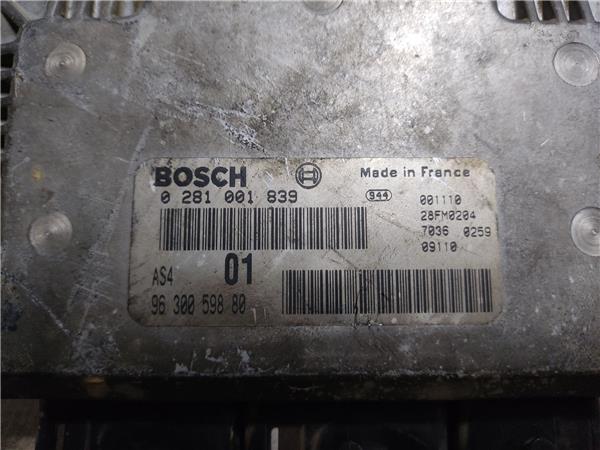 BOSCH
Made in France
0 281 001 839
944
001110
28FM0204
7036 0259
09110
AS4 01
96 300 598 80